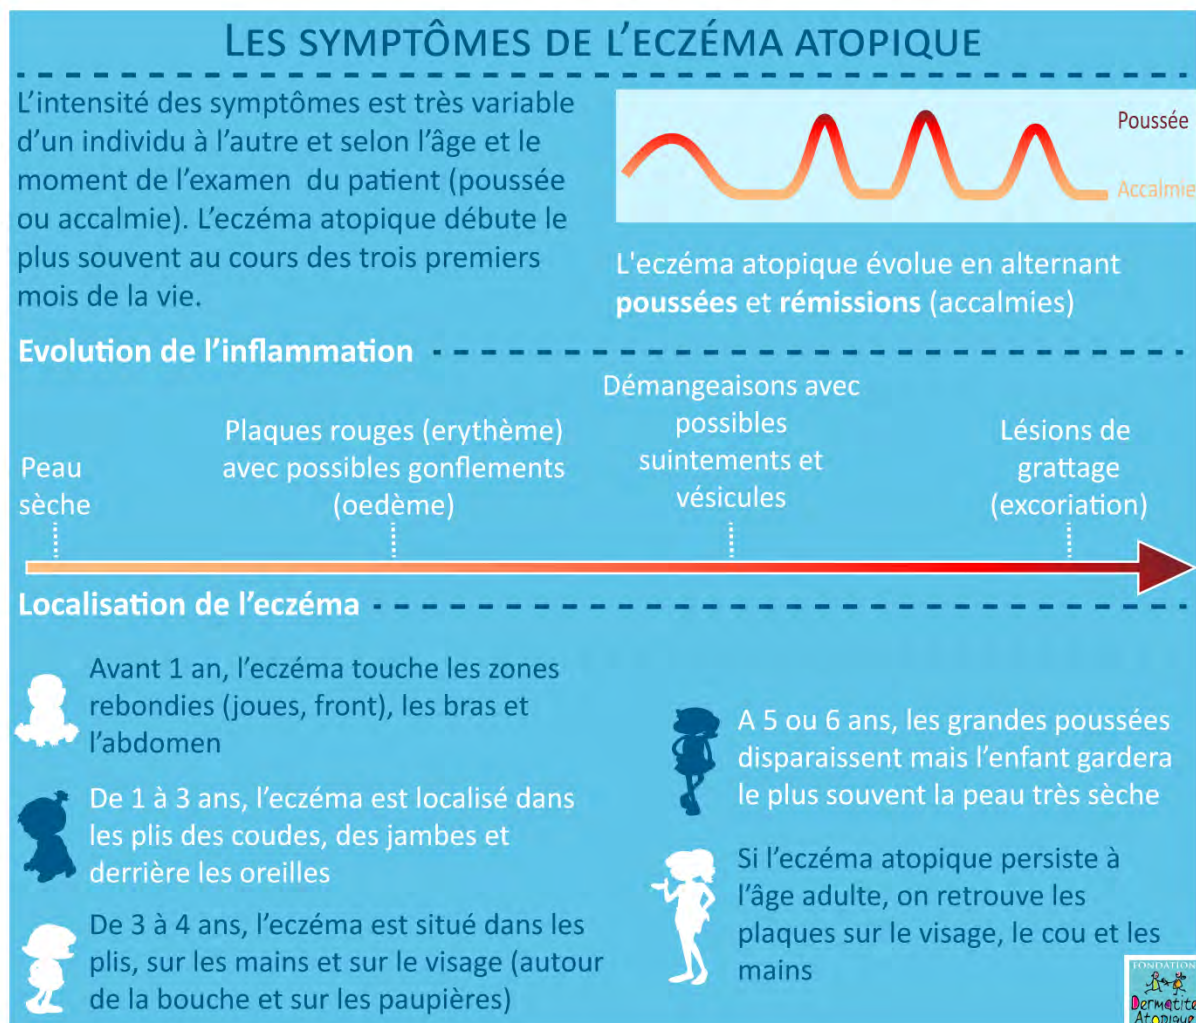 LES SYMPTÔMES DE L'ECZÉMA ATOPIQUE
L'intensité des symptômes est très variable
d'un individu à l'autre et selon l'âge et le
moment de l'examen du patient (poussée
ou accalmie). L'eczéma atopique débute le
plus souvent au cours des trois premiers
mois de la vie.
Poussée
Accalmie
L'eczéma atopique évolue en alternant
poussées et rémissions (accalmies)
Evolution de l'inflammation
Peau
sèche
Plaques rouges (erythème)
avec possibles gonflements
(oedème)
Démangeaisons avec
possibles
suintements et
vésicules
Lésions de
grattage
(excoriation)
Localisation de l'eczéma
Avant 1 an, l'eczéma touche les zones
rebondies (joues, front), les bras et
l'abdomen
De 1 à 3 ans, l'eczéma est localisé dans
les plis des coudes, des jambes et
derrière les oreilles
De 3 à 4 ans, l'eczéma est situé dans les
plis, sur les mains et sur le visage (autour
de la bouche et sur les paupières)
A 5 ou 6 ans, les grandes poussées
disparaissent mais l'enfant gardera
le plus souvent la peau très sèche
Si l'eczéma atopique persiste à
l'âge adulte, on retrouve les
plaques sur le visage, le cou et les
mains
FONDATION
Dermatite
Atopique